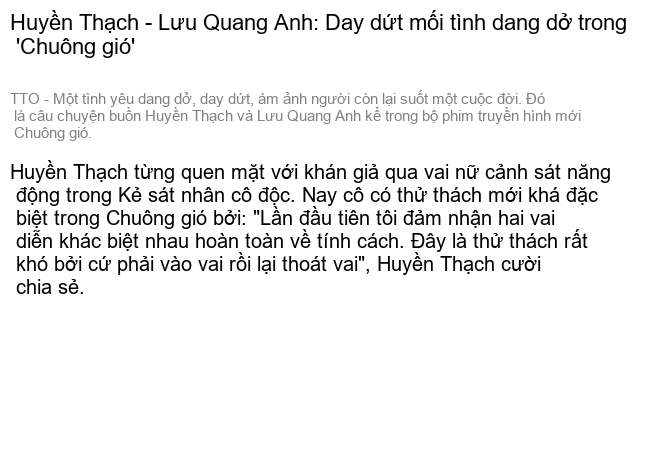 Huyền Thạch - Lưu Quang Anh: Day dứt mối tình dang dở trong
'Chuông gió'
TTO - Một tình yêu dang dở, day dứt, ám ảnh người còn lại suốt một cuộc đời. Đó
là câu chuyện buồn Huyền Thạch và Lưu Quang Anh kể trong bộ phim truyền hình mới
Chuông gió.
Huyền Thạch từng quen mặt với khán giả qua vai nữ cảnh sát năng
động trong Kẻ sát nhân cô độc. Nay cô có thử thách mới khá đặc
biệt trong Chuông gió bởi: "Lần đầu tiên tôi đảm nhận hai vai
diễn khác biệt nhau hoàn toàn về tính cách. Đây là thử thách rất
khó bởi cứ phải vào vai rồi lại thoát vai", Huyền Thạch cười
chia sẻ.